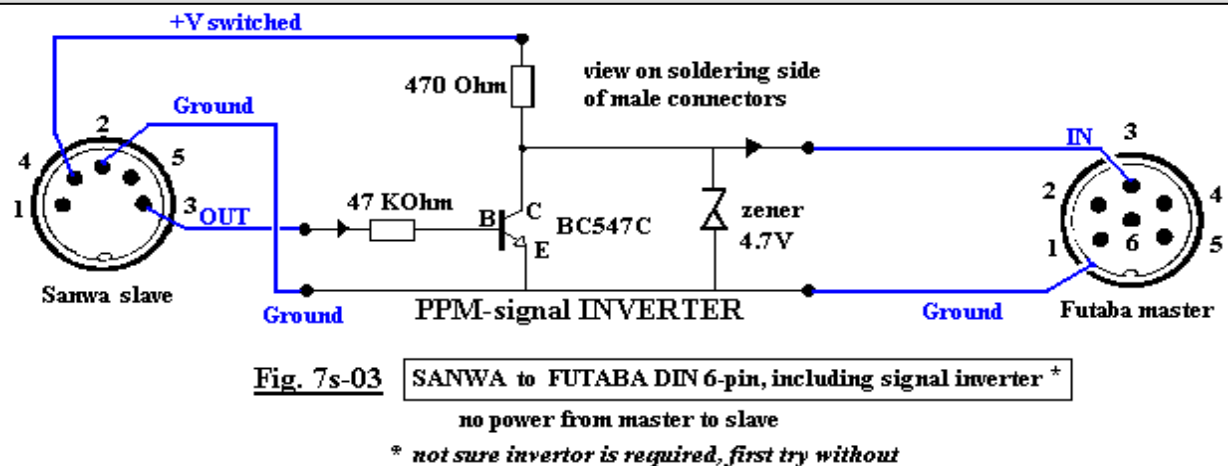 +V switched
470 Ohm
view on soldering side
of male connectors
Ground
2
4
5
1
3
OUT
47 KOhm
B
C
E
BC547C
zener
4.7V
IN
3
2
4
1
6
5
Sanwa slave
Ground
PPM-signal INVERTER
Ground
Futaba master
Fig. 7s-03
SANWA to FUTABA DIN 6-pin, including signal inverter *
no power from master to slave
* not sure invertor is required, first try without